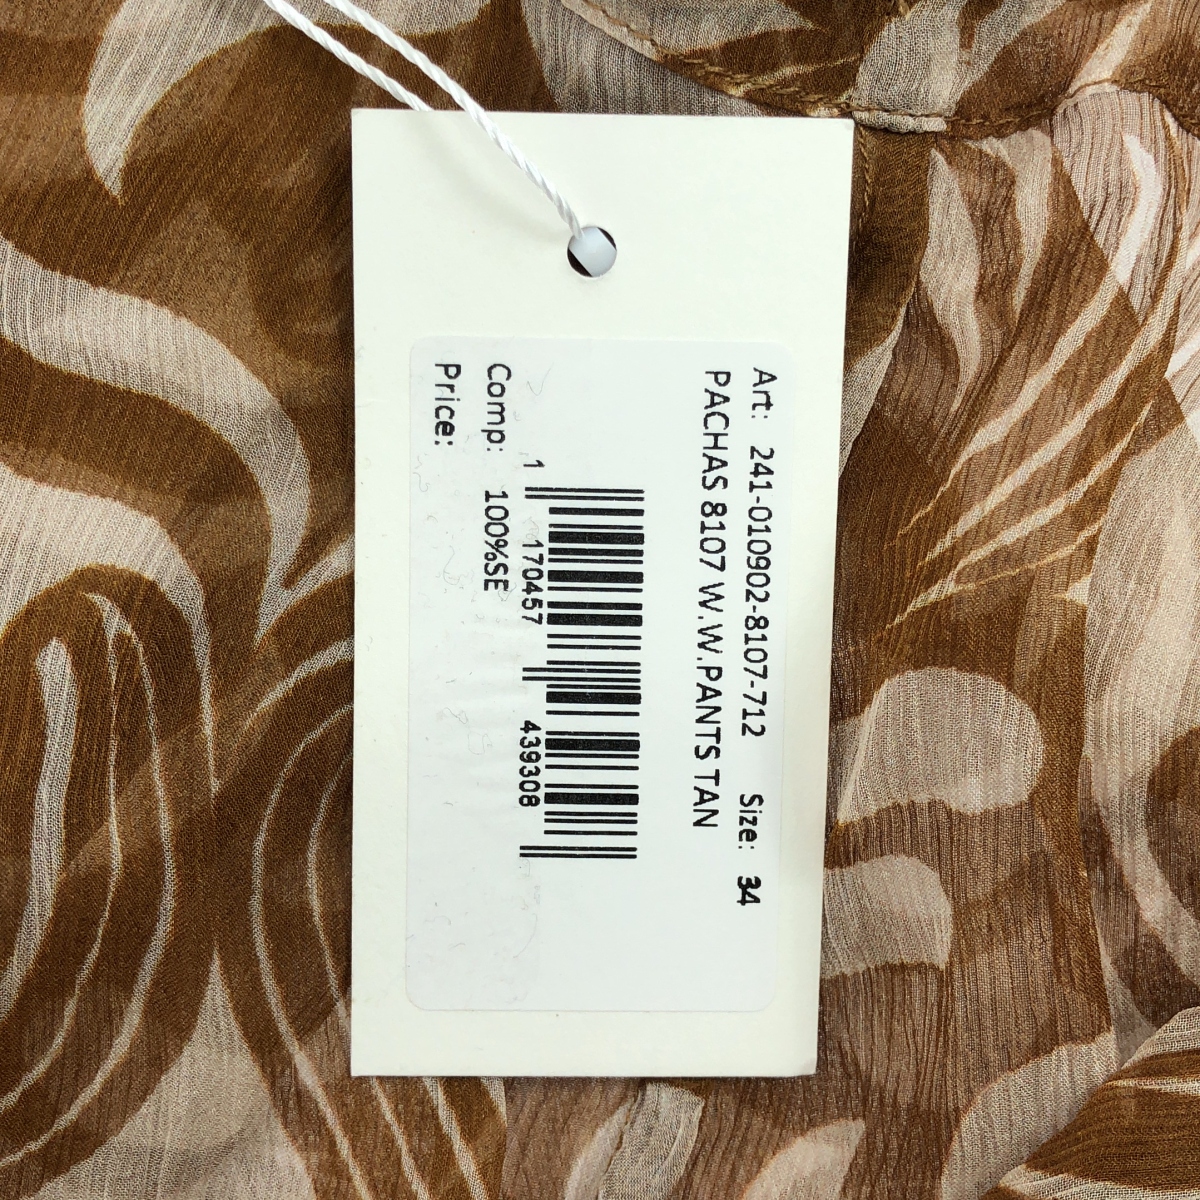 Art: 241-010902-8107-712 Size: 34
PACHAS 8107 W.W.PANTS TAN
1 170457 439308
Comp: 100%SE
Price: